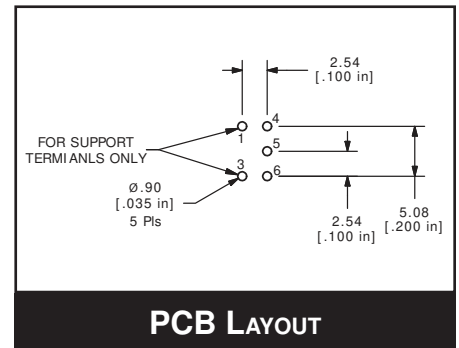 2.54
[.100 in]
4
1
5
FOR SUPPORT
TERMIANLS ONLY
3
6
Ø.90
[.035 in]
5 Pls
2.54
[.100 in]
5.08
[.200 in]
PCB LAYOUT